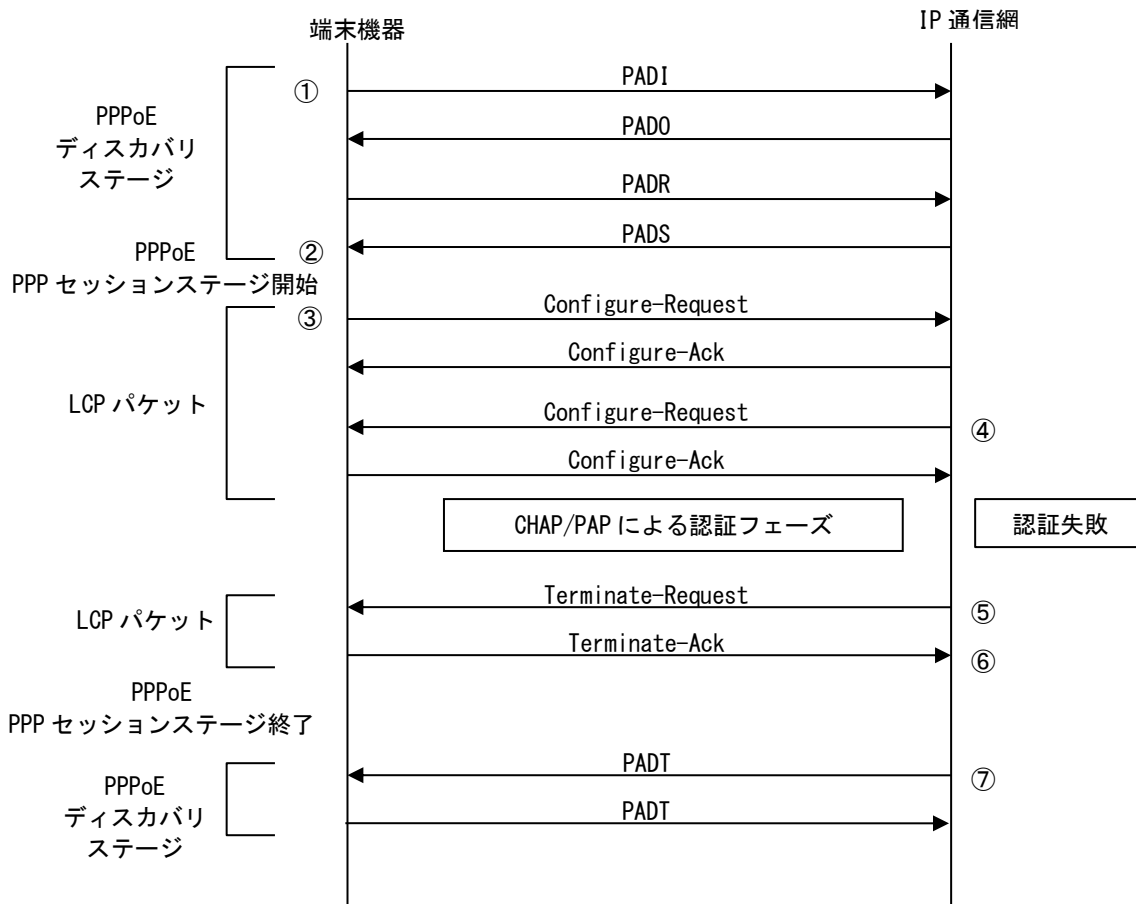 端末機器
IP 通信網
PPPoE
ディスカバリ
ステージ
①
PADI
PADO
PADR
②
PADS
PPPoE
PPP セッションステージ開始
LCP パケット
③
Configure-Request
Configure-Ack
Configure-Request
④
Configure-Ack
CHAP/PAP による認証フェーズ
認証失敗
LCP パケット
Terminate-Request
⑤
Terminate-Ack
⑥
PPPoE
PPP セッションステージ終了
PPPoE
ディスカバリ
ステージ
PADT
⑦
PADT